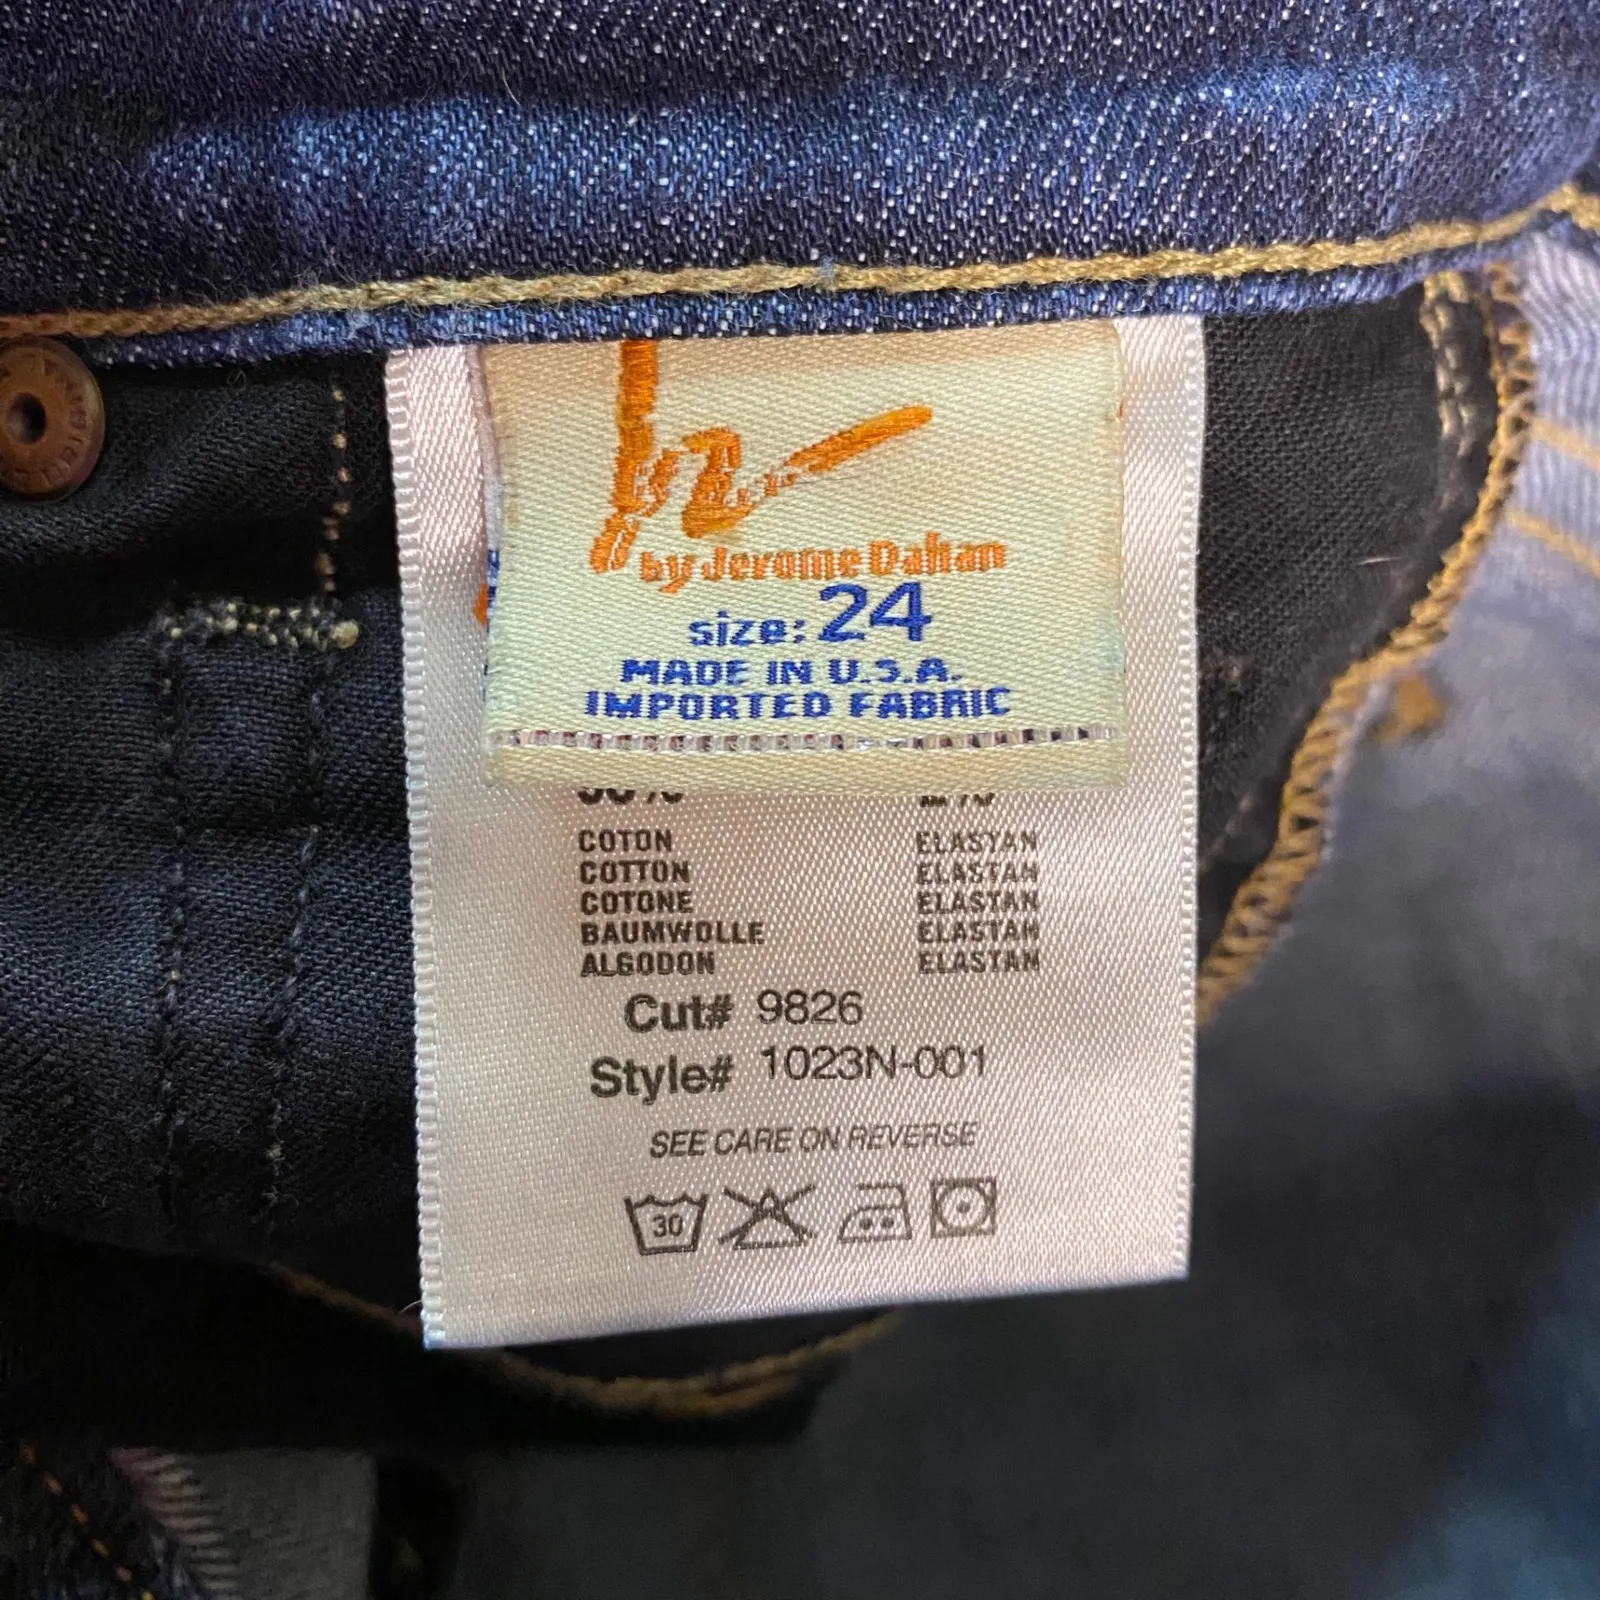 by Jerome Dahan
size: 24
MADE IN U.S.A.
IMPORTED FABRIC
COTON ELASTAN
COTTON ELASTAN
COTONE ELASTAN
BAUMWOLLE ELASTAN
ALGODON ELASTAN
Cut# 9826
Style# 1023N-001
SEE CARE ON REVERSE
30